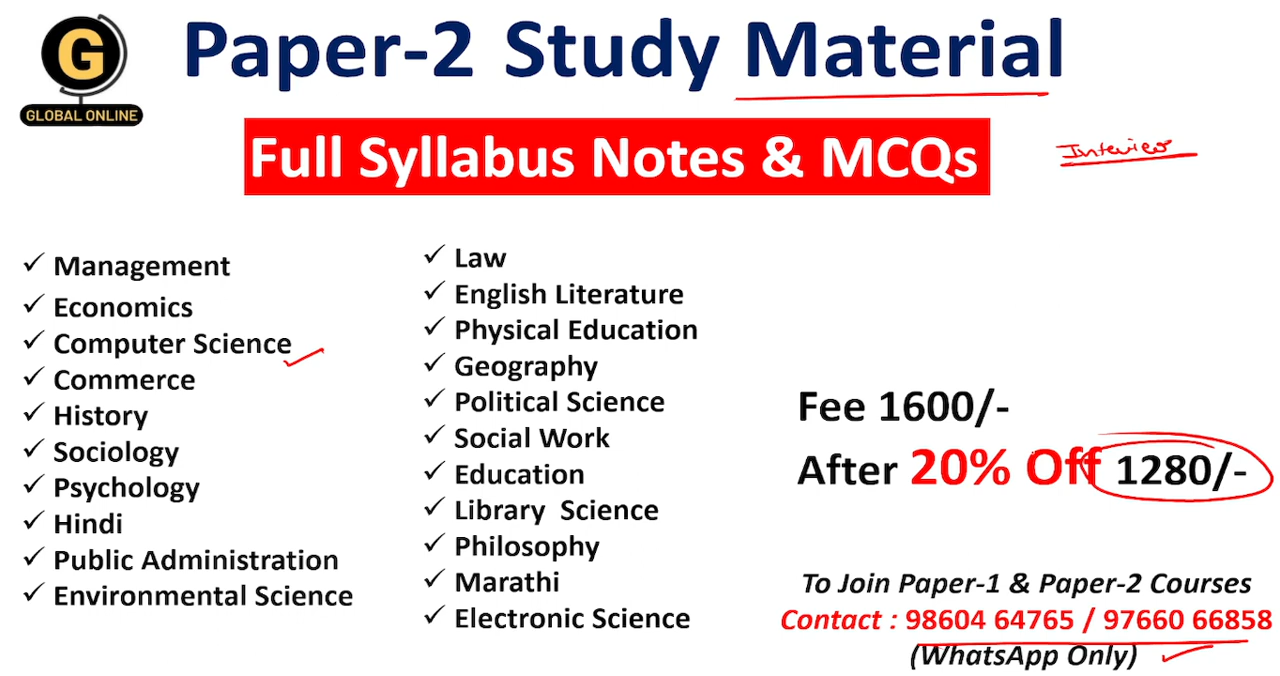 G
GLOBAL ONLINE
Paper-2 Study Material
Full Syllabus Notes & MCQs
Management
Economics
Computer Science
Commerce
History
Sociology
Psychology
Hindi
Public Administration
Environmental Science
Law
English Literature
Physical Education
Geography
Political Science
Social Work
Education
Library Science
Philosophy
Marathi
Electronic Science
Fee 1600/-
After 20% Off 1280/-
To Join Paper-1 & Paper-2 Courses
Contact : 98604 64765 / 97660 66858
(WhatsApp Only)